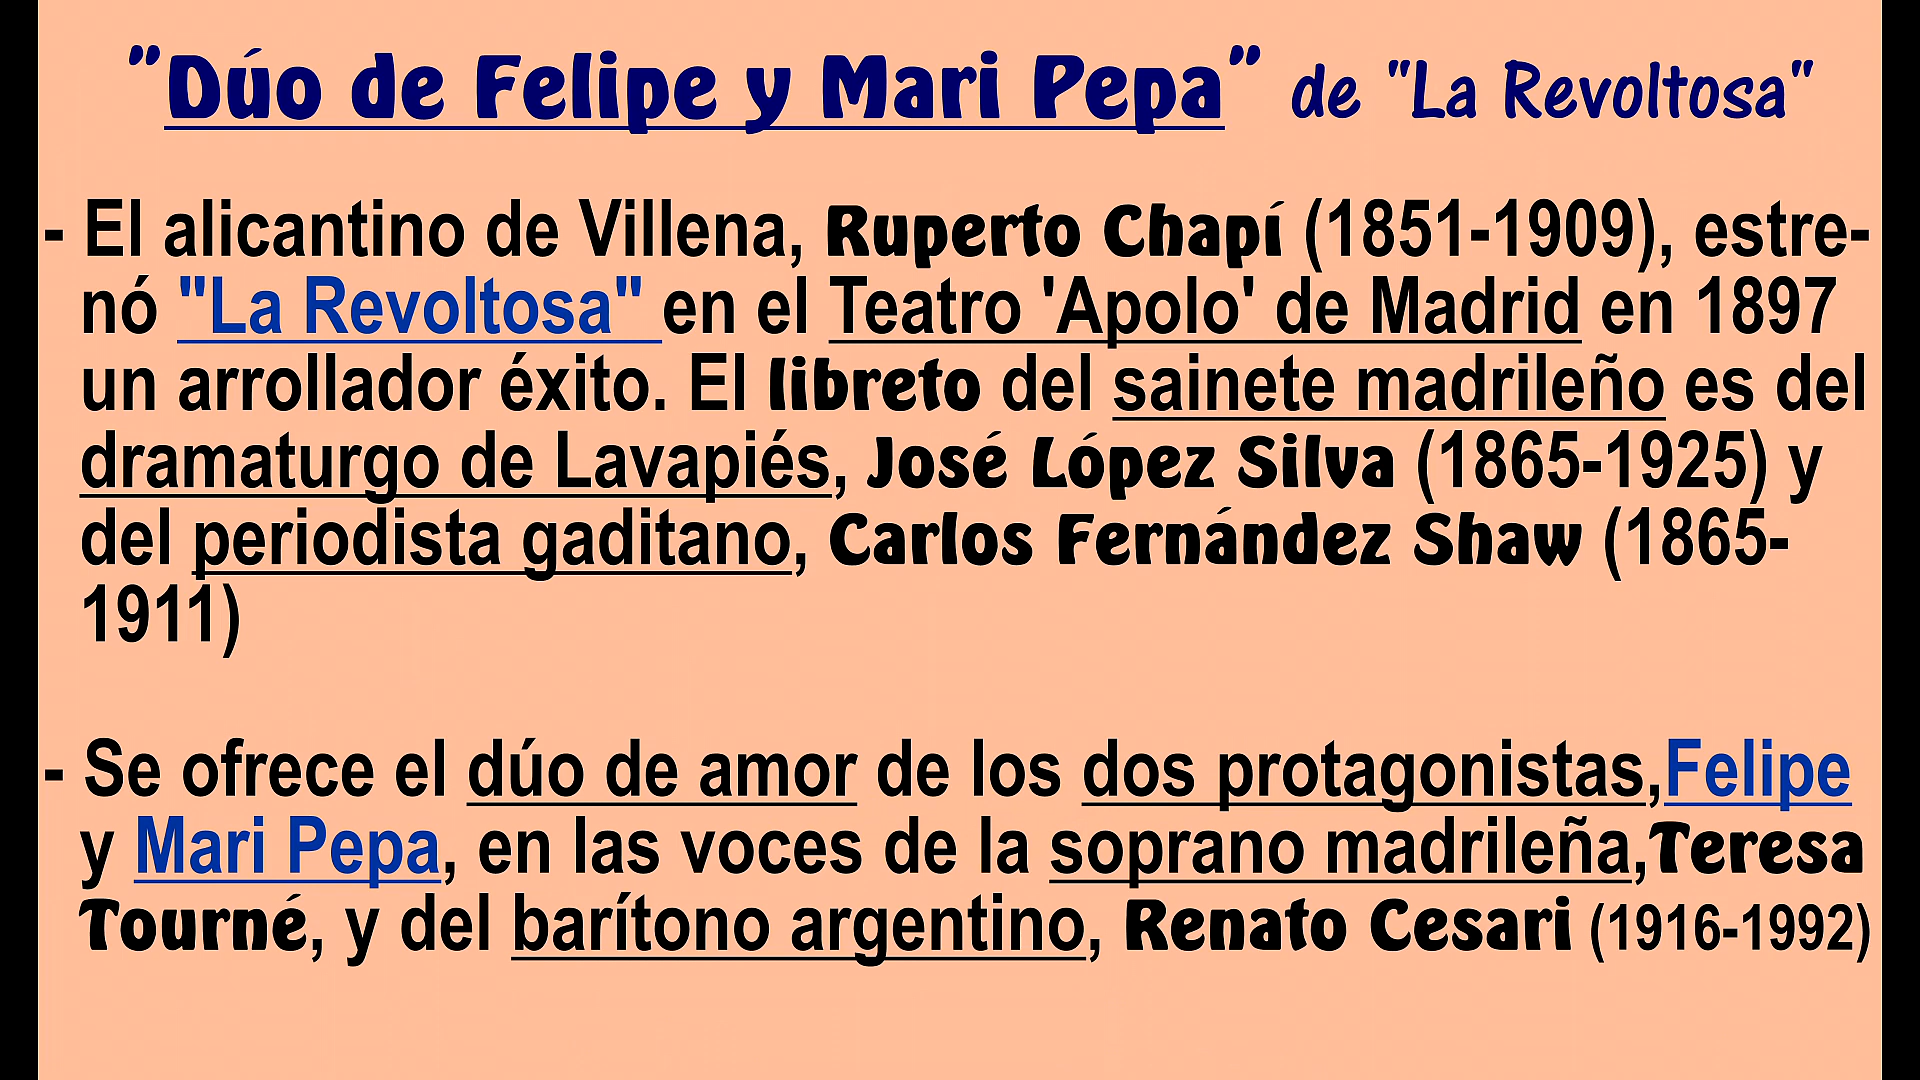 "Dúo de Felipe y Mari Pepa" de "La Revoltosa"
- El alicantino de Villena, Ruperto Chapí (1851-1909), estre-
nó "La Revoltosa" en el Teatro 'Apolo' de Madrid en 1897
un arrollador éxito. El libreto del sainete madrileño es del
dramaturgo de Lavapiés, José López Silva (1865-1925) y
del periodista gaditano, Carlos Fernández Shaw (1865-
1911)
- Se ofrece el dúo de amor de los dos protagonistas,Felipe
y Mari Pepa, en las voces de la soprano madrileña,Teresa
Tourné, y del barítono argentino, Renato Cesari (1916-1992)